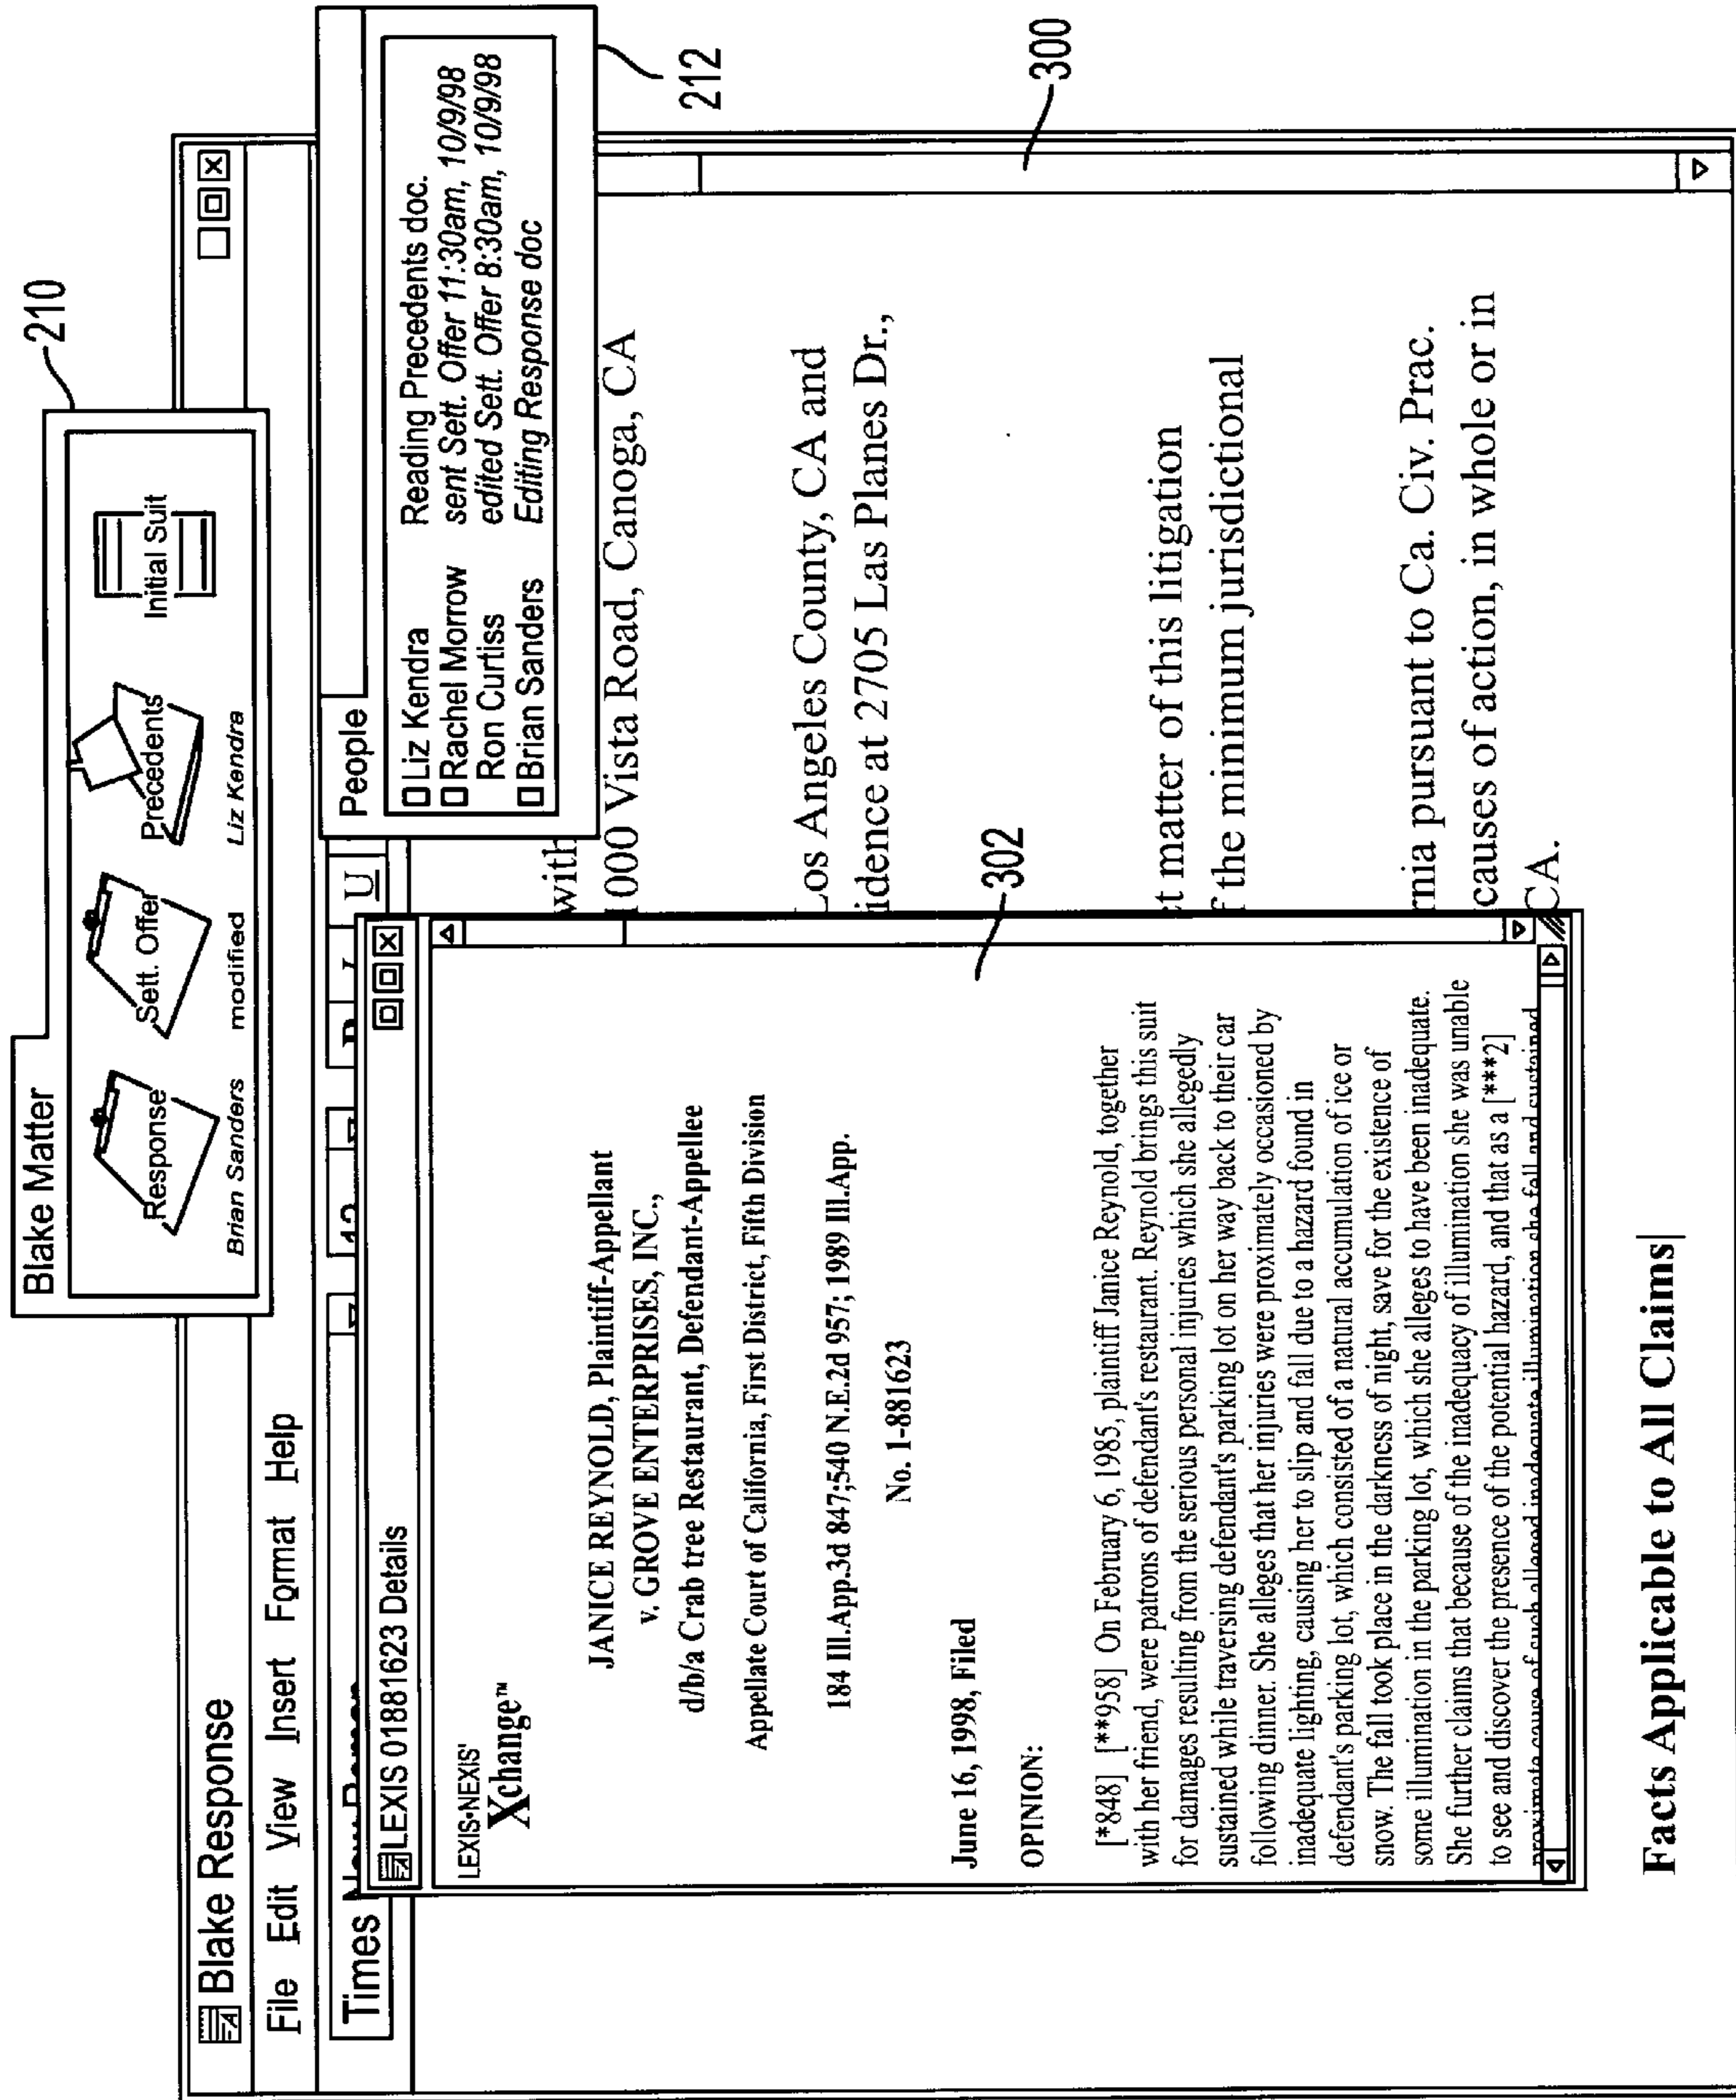 210
Blake Matter
Response
Sett. Offer
Precedents
Initial Suit
Brian Sanders
modified
Liz Kendra
Blake Response
File Edit View Insert Format Help
Times New Roman
12
U
People
Liz Kendra Reading Precedents doc.
Rachel Morrow sent Sett. Offer 11:30am, 10/9/98
Ron Curtiss edited Sett. Offer 8:30am, 10/9/98
Brian Sanders Editing Response doc
212
LEXIS 01881623 Details
LEXIS•NEXIS'
Xchange™
JANICE REYNOLD, Plaintiff-Appellant
v. GROVE ENTERPRISES, INC.,
d/b/a Crab tree Restaurant, Defendant-Appellee
Appellate Court of California, First District, Fifth Division
184 Ill.App.3d 847;540 N.E.2d 957; 1989 Ill.App.
No. 1-881623
June 16, 1998, Filed
OPINION:
[*848] [**958] On February 6, 1985, plaintiff Janice Reynold, together
with her friend, were patrons of defendant's restaurant. Reynold brings this suit
for damages resulting from the serious personal injuries which she allegedly
sustained while traversing defendant's parking lot on her way back to their car
following dinner. She alleges that her injuries were proximately occasioned by
inadequate lighting, causing her to slip and fall due to a hazard found in
defendant's parking lot, which consisted of a natural accumulation of ice or
snow. The fall took place in the darkness of night, save for the existence of
some illumination in the parking lot, which she alleges to have been inadequate.
She further claims that because of the inadequacy of illumination she was unable
to see and discover the presence of the potential hazard, and that as a [***2]
proximate cause of such alleged inadequate illumination she fell and sustained
302
with
1000 Vista Road, Canoga, CA
Los Angeles County, CA and
idence at 2705 Las Planes Dr.,
t matter of this litigation
f the minimum jurisdictional
rnia pursuant to Ca. Civ. Prac.
causes of action, in whole or in
CA.
300
Facts Applicable to All Claims